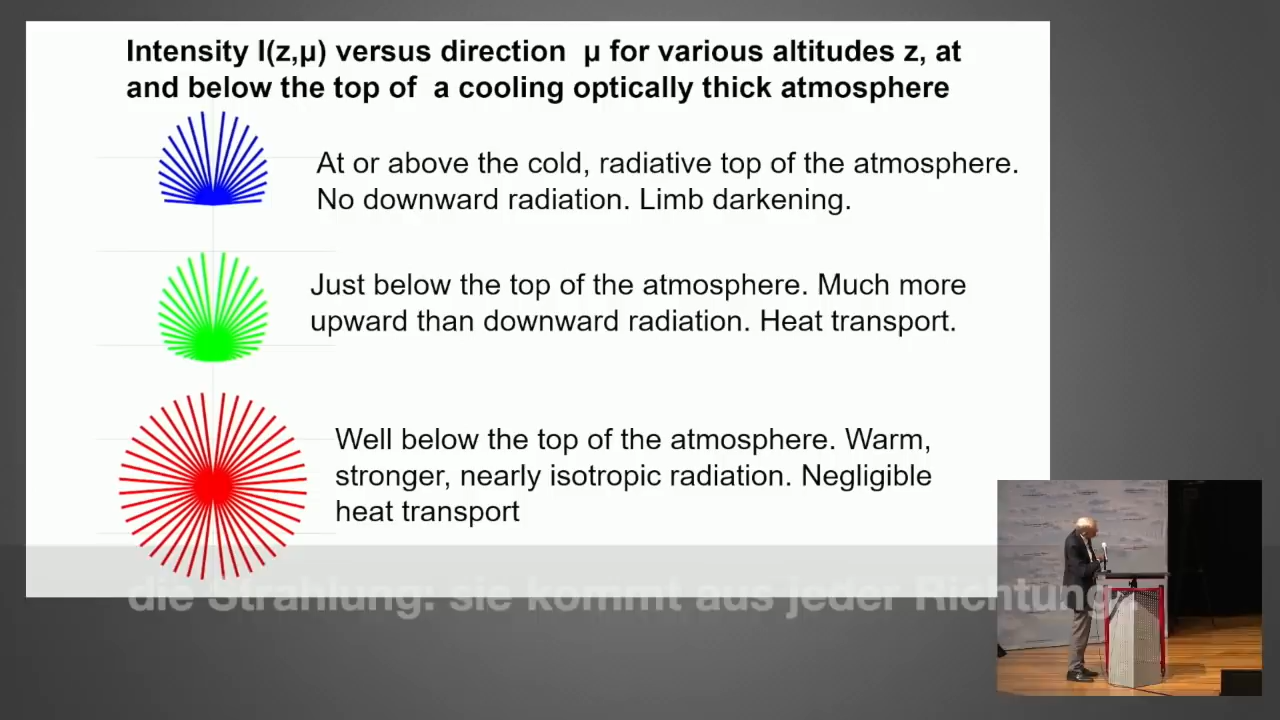 Intensity I(z,μ) versus direction μ for various altitudes z, at
and below the top of a cooling optically thick atmosphere
At or above the cold, radiative top of the atmosphere.
No downward radiation. Limb darkening.
Just below the top of the atmosphere. Much more
upward than downward radiation. Heat transport.
Well below the top of the atmosphere. Warm,
stronger, nearly isotropic radiation. Negligible
heat transport
die Strahlung: sie kommt aus jeder Richtung.